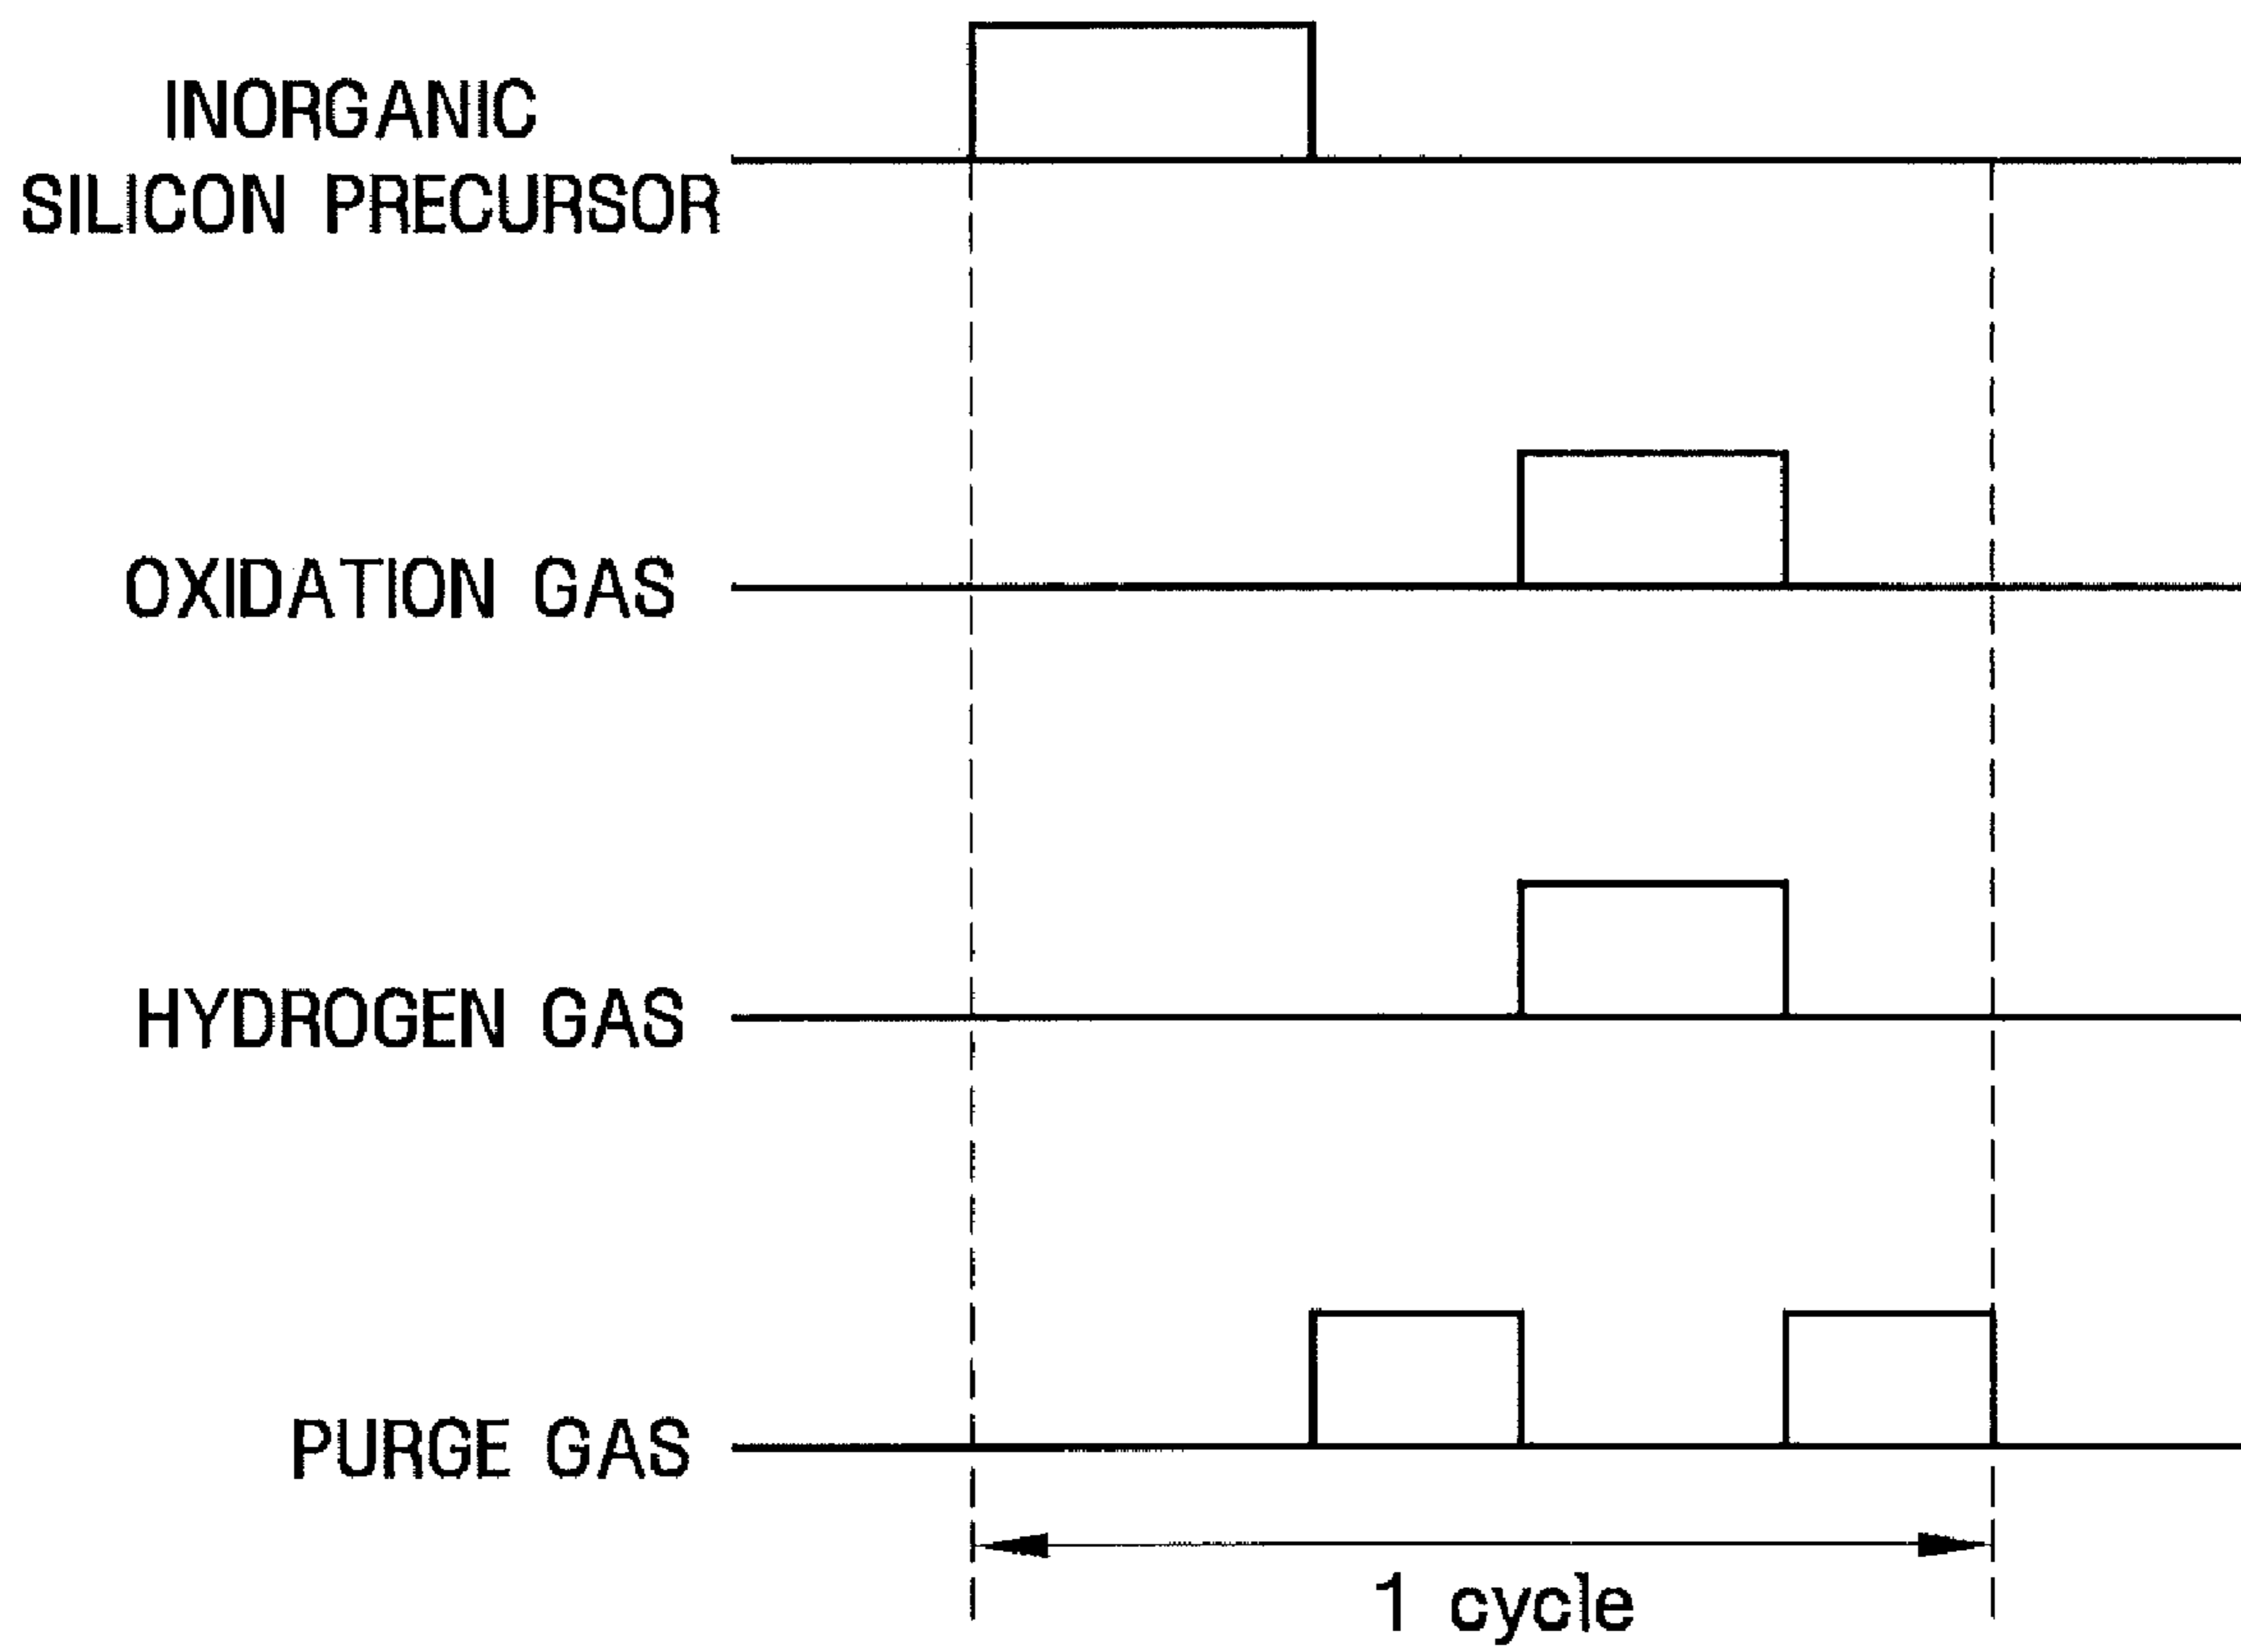 INORGANIC
SILICON PRECURSOR
OXIDATION GAS
HYDROGEN GAS
PURGE GAS
1 cycle